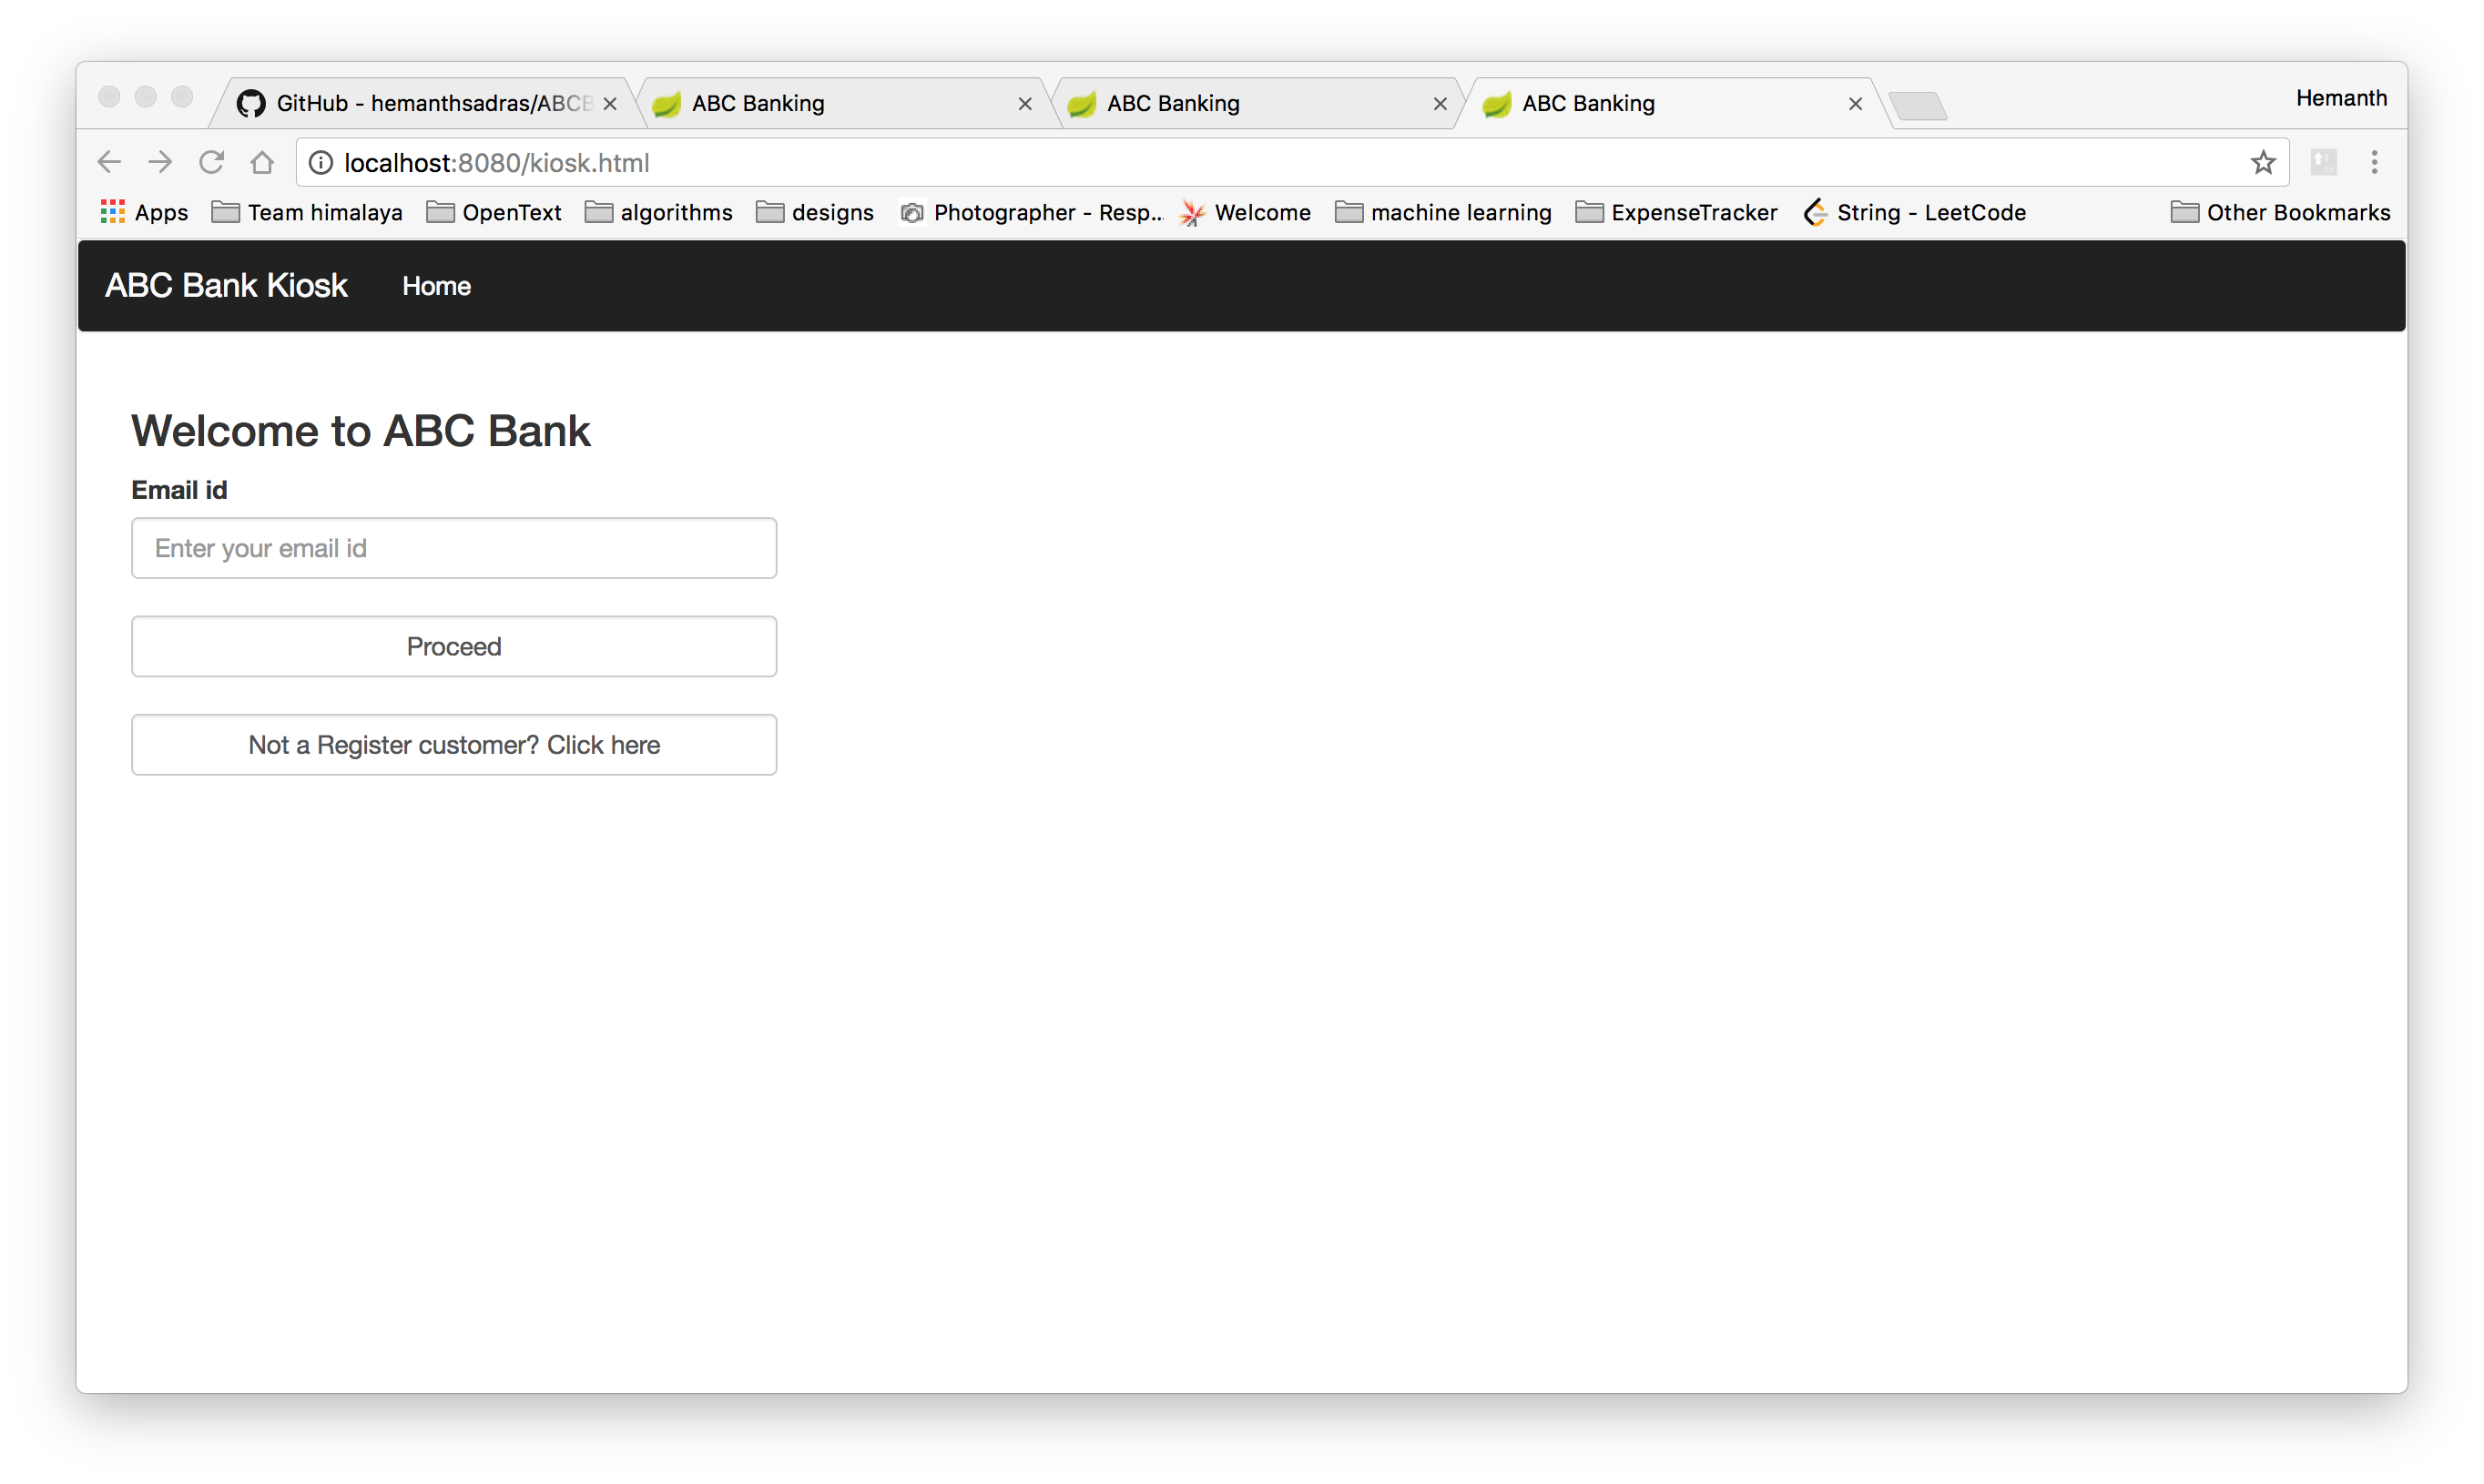 GitHub - hemanthsadras/ABCB
ABC Banking
ABC Banking
ABC Banking
Hemanth
localhost:8080/kiosk.html
Apps
Team himalaya
OpenText
algorithms
designs
Photographer - Resp...
Welcome
machine learning
ExpenseTracker
String - LeetCode
Other Bookmarks
ABC Bank Kiosk
Home
Welcome to ABC Bank
Email id
Enter your email id
Proceed
Not a Register customer? Click here